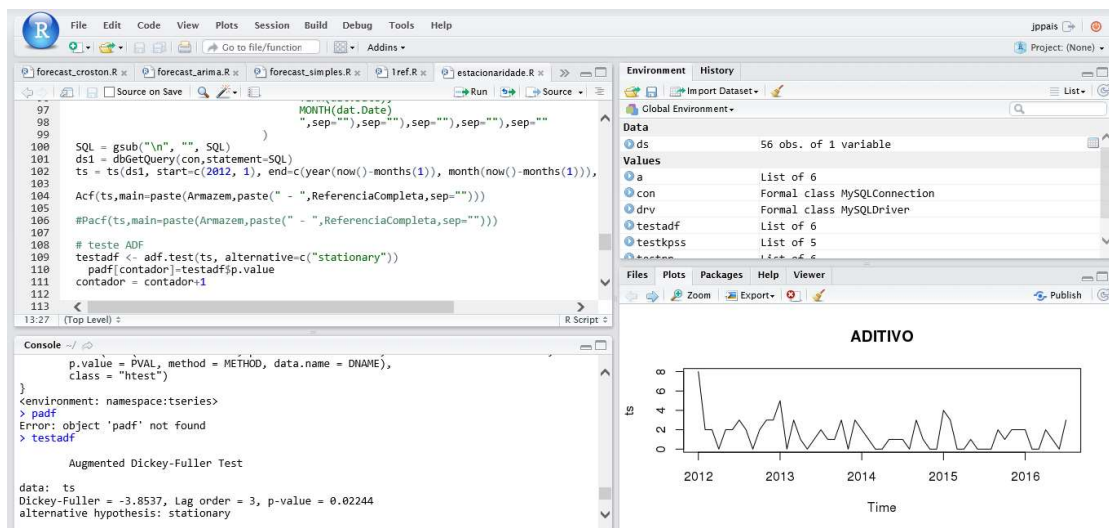 R File Edit Code View Plots Session Build Debug Tools Help jppais
Go to file/function Addins Project: (None)
forecast_croston.R x forecast_arima.R x forecast_simples.R x 1ref.R x estacionaridade.R x
Source on Save Run Source
97 MONTH(dat.Date)
98 ",sep=""),sep=""),sep=""),sep=""),sep=""
99 )
100 SQL = gsub("\n", "", SQL)
101 ds1 = dbGetQuery(con,statement=SQL)
102 ts = ts(ds1, start=c(2012, 1), end=c(year(now()-months(1)), month(now()-months(1))),
103
104 Acf(ts,main=paste(Armazem,paste(" - ",ReferenciaCompleta,sep="")))
105
106 #Pacf(ts,main=paste(Armazem,paste(" - ",ReferenciaCompleta,sep="")))
107
108 # teste ADF
109 testadf <- adf.test(ts, alternative=c("stationary"))
110 padf[contador]=testadf$p.value
111 contador = contador+1
112
113
13:27 (Top Level) R Script
Console ~/
p.value = PVAL, method = METHOD, data.name = DNAME),
class = "htest")
}
<environment: namespace:tseries>
> padf
Error: object 'padf' not found
> testadf
Augmented Dickey-Fuller Test
data: ts
Dickey-Fuller = -3.8537, Lag order = 3, p-value = 0.02244
alternative hypothesis: stationary
Environment History
Import Dataset List
Global Environment
Data
ds 56 obs. of 1 variable
Values
a List of 6
con Formal class MySQLConnection
drv Formal class MySQLDriver
testadf List of 6
testkpss List of 5
Files Plots Packages Help Viewer
Zoom Export Publish
ADITIVO
ts
8
6
4
2
0
2012 2013 2014 2015 2016
Time